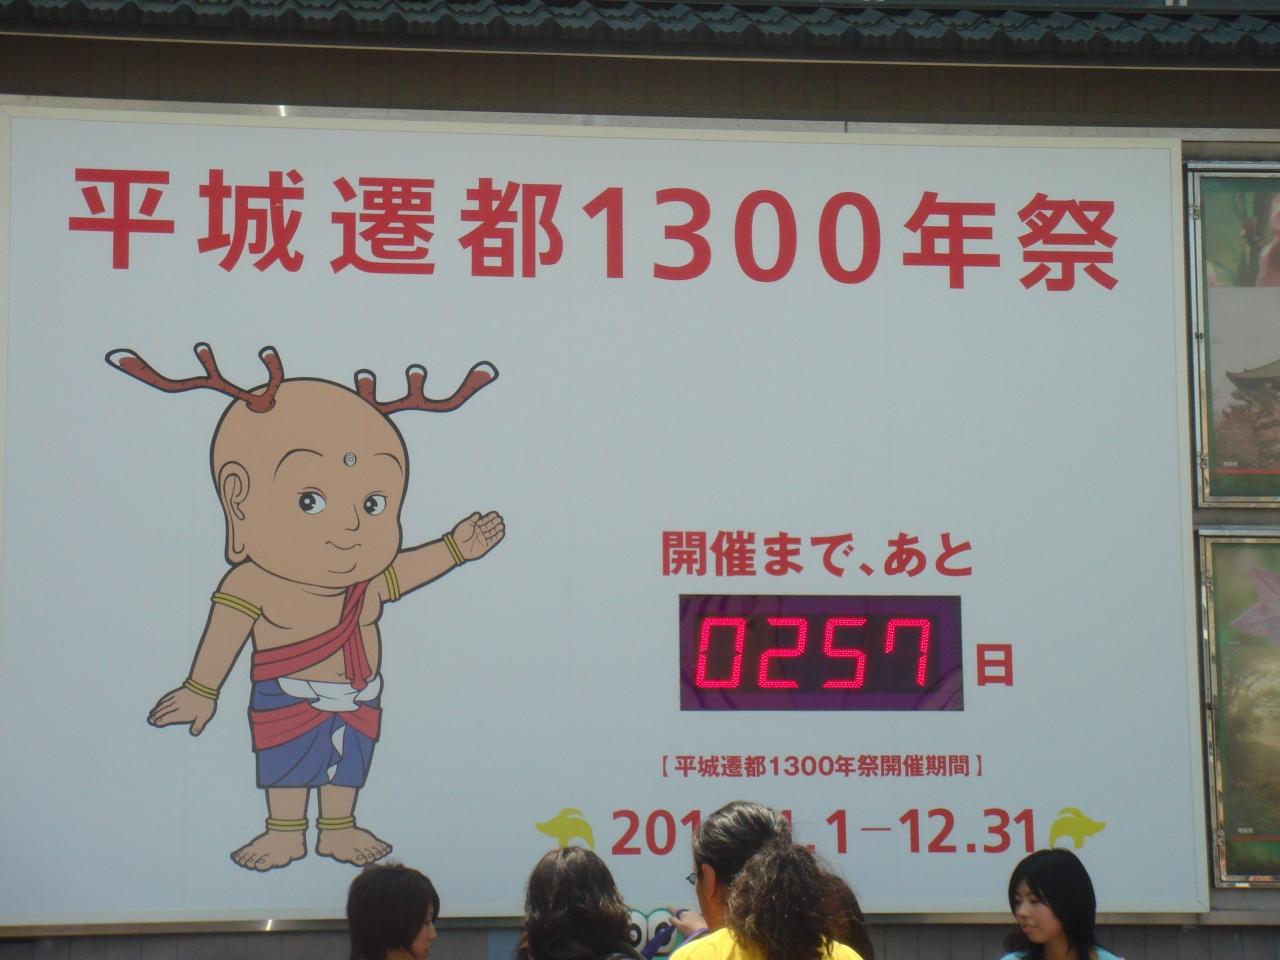 平城遷都1300年祭
開催まで、あと
0257日
【平城遷都1300年祭開催期間】
1－12.31